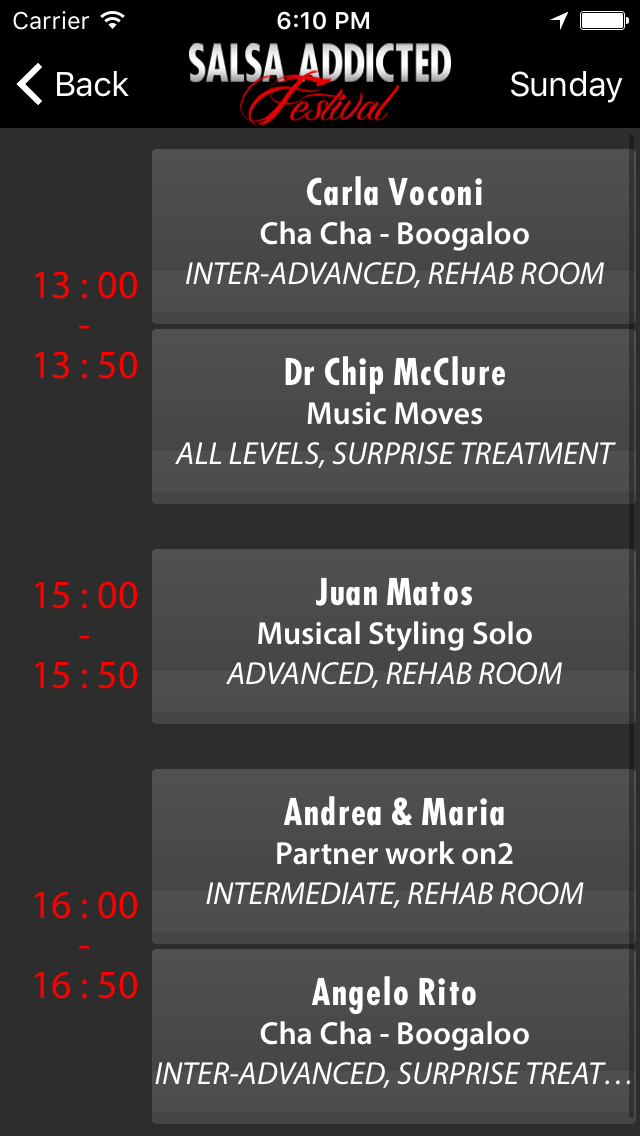 Carrier 6:10 PM
Back
SALSA ADDICTED
Festival
Sunday
13 : 00
-
13 : 50
Carla Voconi
Cha Cha - Boogaloo
INTER-ADVANCED, REHAB ROOM
Dr Chip McClure
Music Moves
ALL LEVELS, SURPRISE TREATMENT
15 : 00
-
15 : 50
Juan Matos
Musical Styling Solo
ADVANCED, REHAB ROOM
16 : 00
-
16 : 50
Andrea & Maria
Partner work on2
INTERMEDIATE, REHAB ROOM
Angelo Rito
Cha Cha - Boogaloo
INTER-ADVANCED, SURPRISE TREAT...